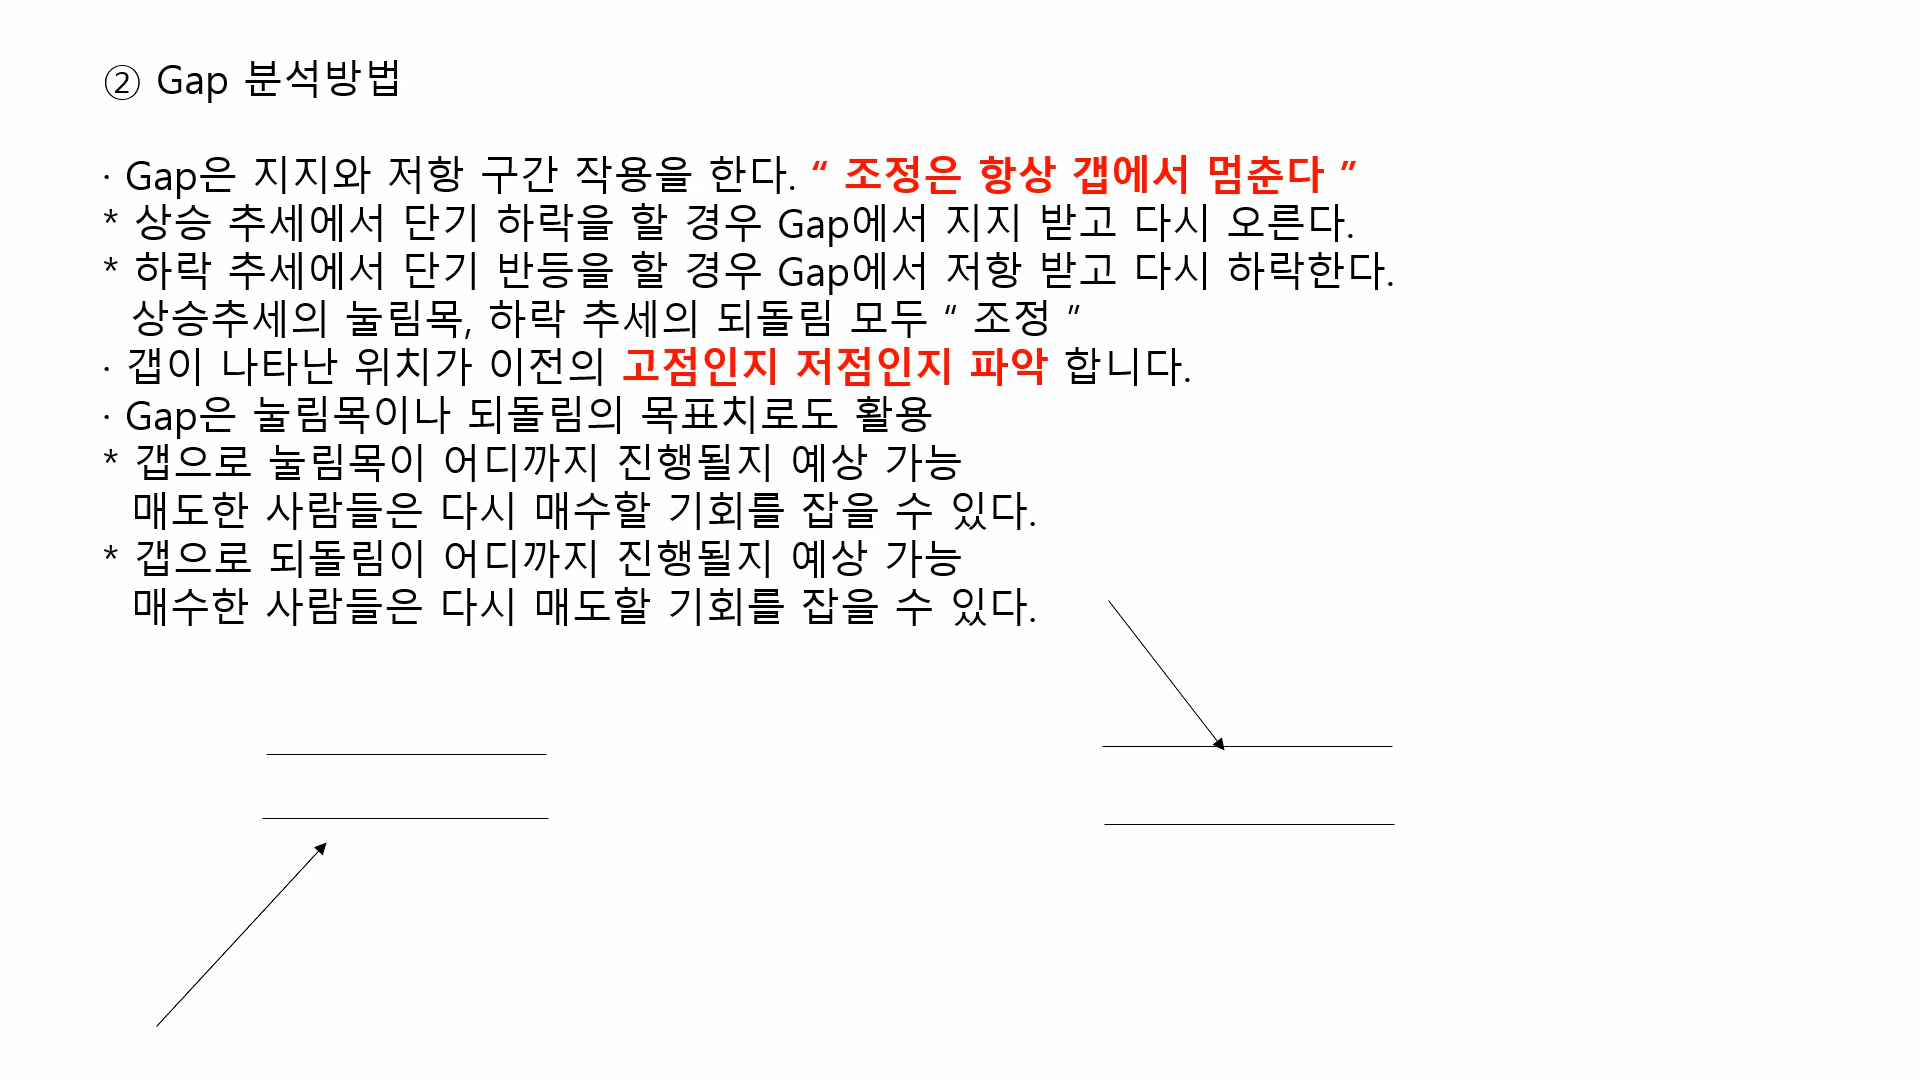 ② Gap 분석방법
· Gap은 지지와 저항 구간 작용을 한다. “ 조정은 항상 갭에서 멈춘다 ”
* 상승 추세에서 단기 하락을 할 경우 Gap에서 지지 받고 다시 오른다.
* 하락 추세에서 단기 반등을 할 경우 Gap에서 저항 받고 다시 하락한다.
상승추세의 눌림목, 하락 추세의 되돌림 모두 “ 조정 ”
· 갭이 나타난 위치가 이전의 고점인지 저점인지 파악 합니다.
· Gap은 눌림목이나 되돌림의 목표치로도 활용
* 갭으로 눌림목이 어디까지 진행될지 예상 가능
매도한 사람들은 다시 매수할 기회를 잡을 수 있다.
* 갭으로 되돌림이 어디까지 진행될지 예상 가능
매수한 사람들은 다시 매도할 기회를 잡을 수 있다.